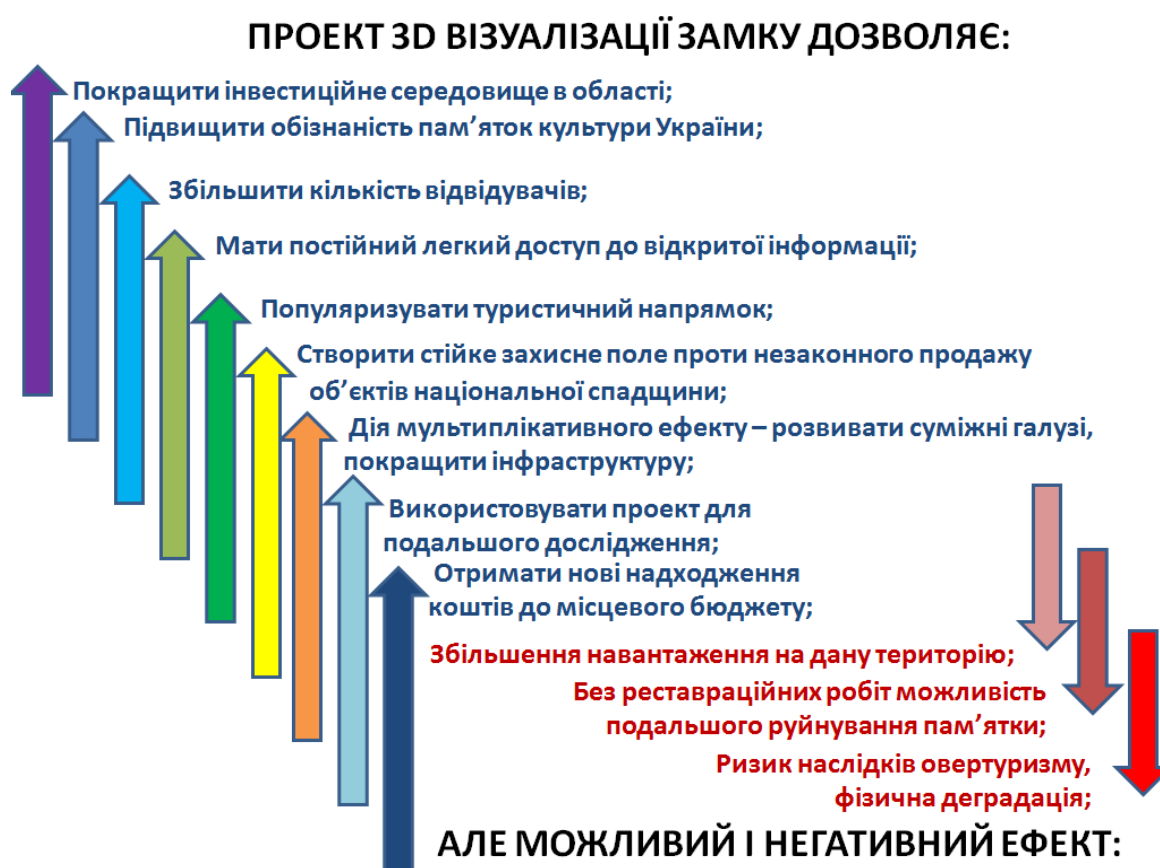 ПРОЕКТ 3D ВІЗУАЛІЗАЦІЇ ЗАМКУ ДОЗВОЛЯЄ:
Покращити інвестиційне середовище в області;
Підвищити обізнаність пам’яток культури України;
Збільшити кількість відвідувачів;
Мати постійний легкий доступ до відкритої інформації;
Популяризувати туристичний напрямок;
Створити стійке захисне поле проти незаконного продажу
об’єктів національної спадщини;
Дія мультиплікативного ефекту – розвивати суміжні галузі,
покращити інфраструктуру;
Використовувати проект для
подальшого дослідження;
Отримати нові надходження
коштів до місцевого бюджету;
Збільшення навантаження на дану територію;
Без реставраційних робіт можливість
подальшого руйнування пам’ятки;
Ризик наслідків овертуризму,
фізична деградація;
АЛЕ МОЖЛИВИЙ І НЕГАТИВНИЙ ЕФЕКТ: